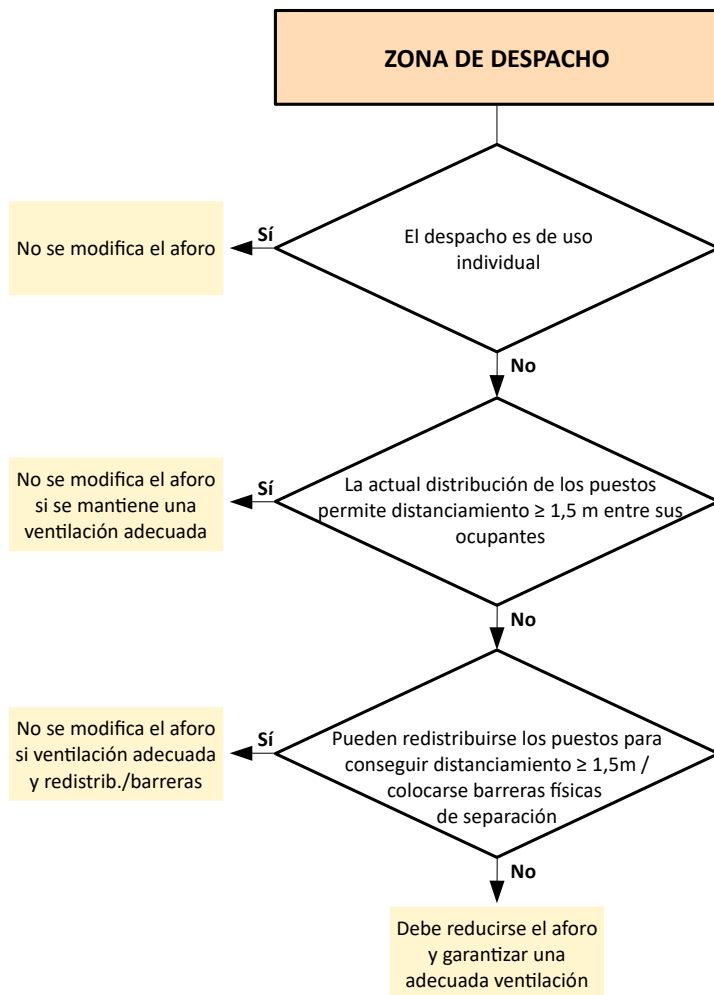 ZONA DE DESPACHO
El despacho es de uso
individual
Sí
No se modifica el aforo
No
La actual distribución de los puestos
permite distanciamiento ≥ 1,5 m entre sus
ocupantes
Sí
No se modifica el aforo
si se mantiene una
ventilación adecuada
No
Pueden redistribuirse los puestos para
conseguir distanciamiento ≥ 1,5m /
colocarse barreras físicas
de separación
Sí
No se modifica el aforo
si ventilación adecuada
y redistrib./barreras
No
Debe reducirse el aforo
y garantizar una
adecuada ventilación